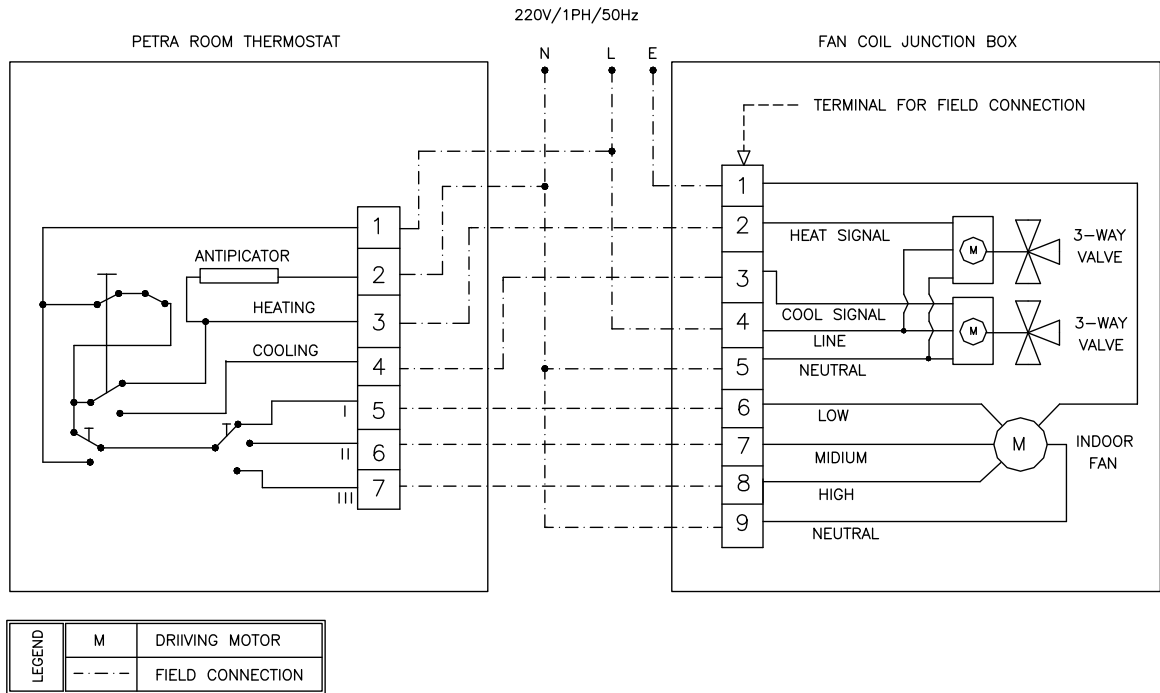 220V/1PH/50Hz
PETRA ROOM THERMOSTAT
N L E
FAN COIL JUNCTION BOX
TERMINAL FOR FIELD CONNECTION
1
2
3
4
5
6
7
ANTIPICATOR
HEATING
COOLING
I
II
III
1
2
3
4
5
6
7
8
9
HEAT SIGNAL
COOL SIGNAL
LINE
NEUTRAL
LOW
MIDIUM
HIGH
NEUTRAL
M
3-WAY
VALVE
M
3-WAY
VALVE
M
INDOOR
FAN
LEGEND
M DRIIVING MOTOR
FIELD CONNECTION